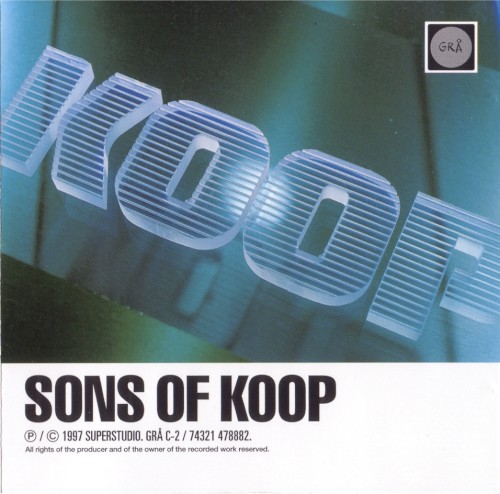 GRÅ
KOOP
SONS OF KOOP
Ⓟ / © 1997 SUPERSTUDIO. GRÅ C-2 / 74321 478882.
All rights of the producer and of the owner of the recorded work reserved.